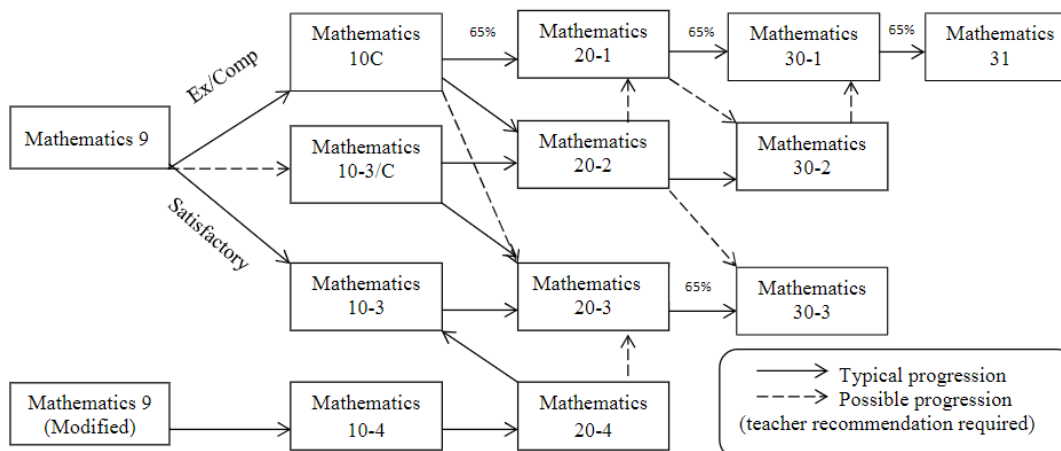 Mathematics
10C
65%
Mathematics
20-1
65%
Mathematics
30-1
65%
Mathematics
31
Ex/Comp
Mathematics 9
Mathematics
10-3/C
Mathematics
20-2
Mathematics
30-2
Satisfactory
Mathematics
10-3
Mathematics
20-3
65%
Mathematics
30-3
Mathematics 9
(Modified)
Mathematics
10-4
Mathematics
20-4
Typical progression
Possible progression
(teacher recommendation required)